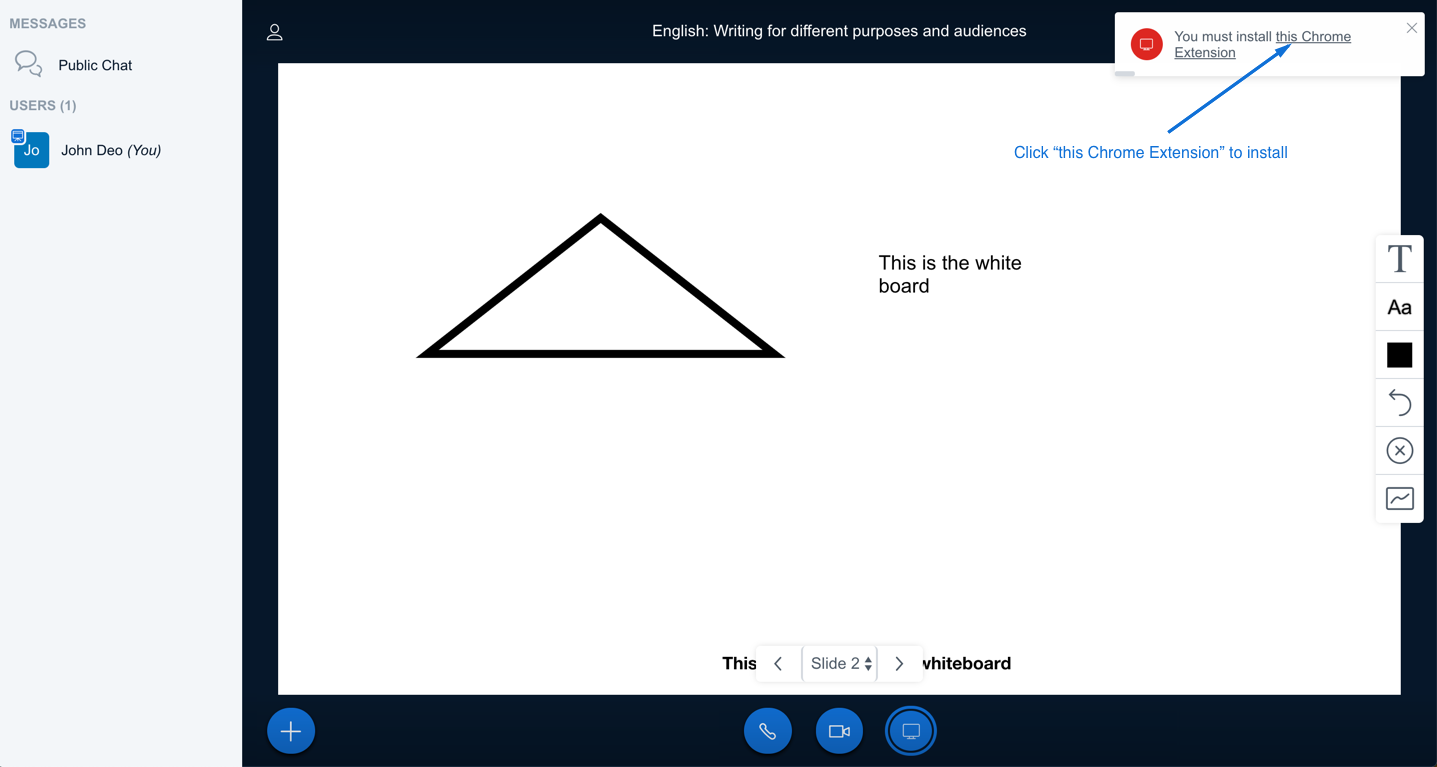 MESSAGES
Public Chat
USERS (1)
Jo
John Deo (You)
English: Writing for different purposes and audiences
You must install this Chrome
Extension
Click “this Chrome Extension” to install
This is the white
board
T
Aa
This
Slide 2
whiteboard